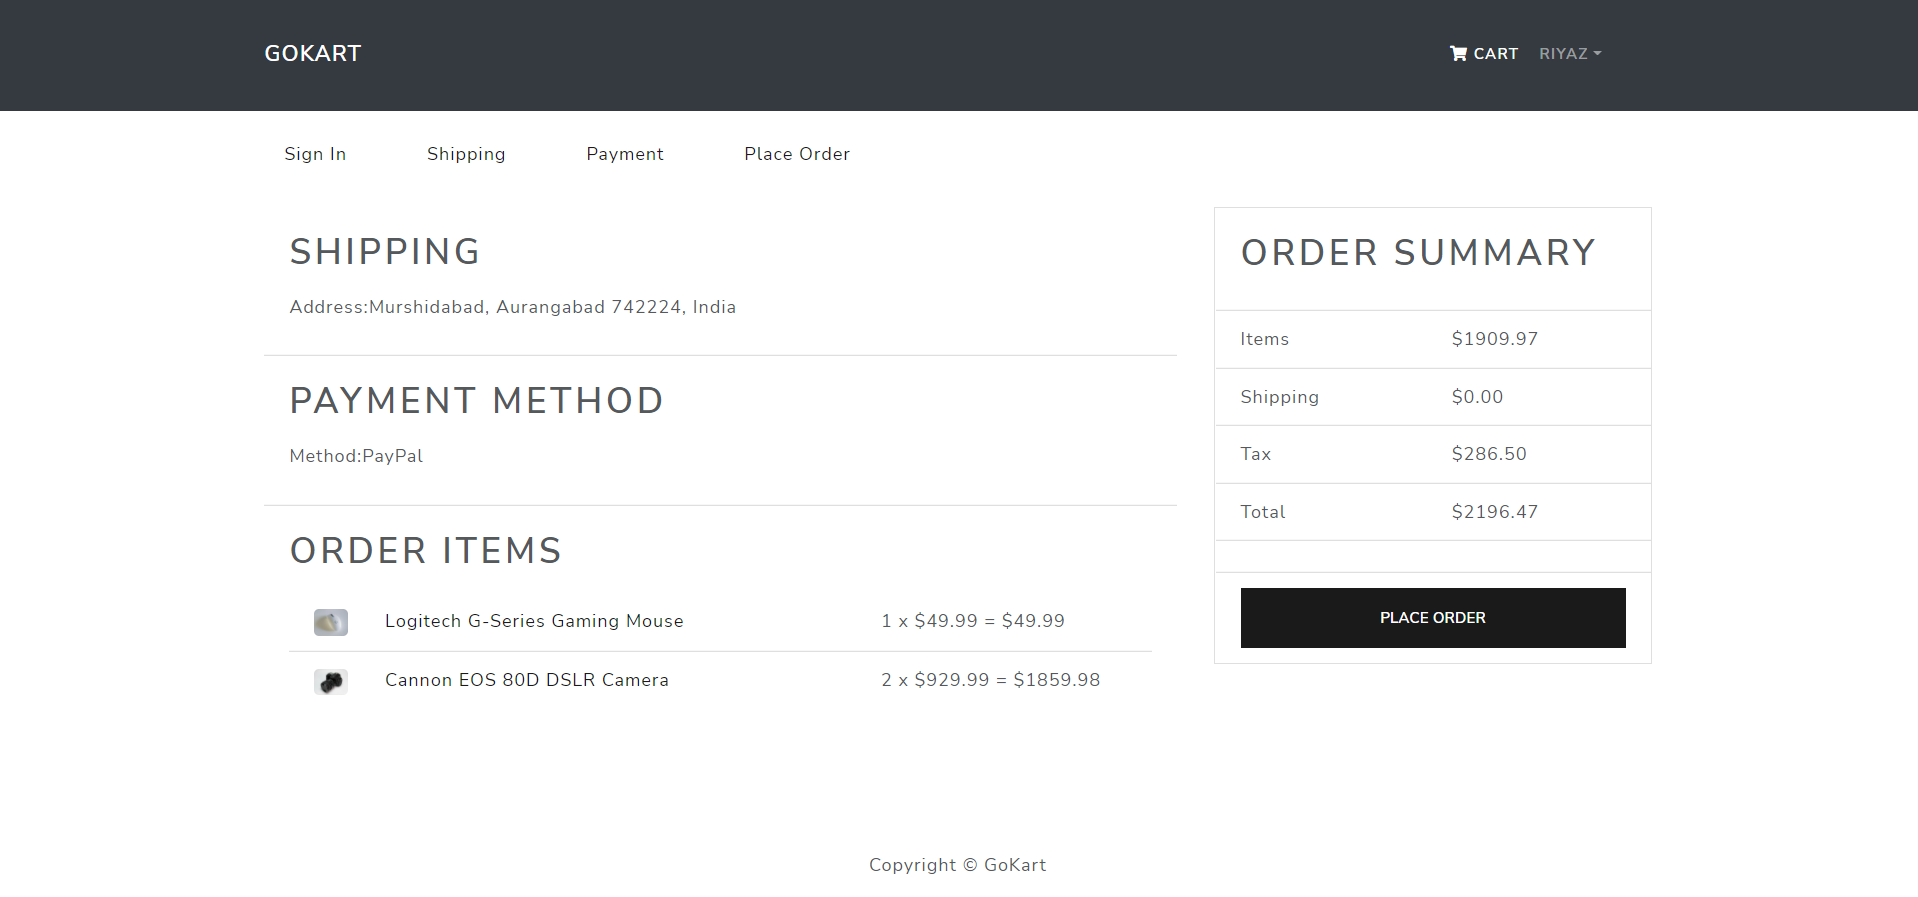 GOKART
CART RIYAZ
Sign In Shipping Payment Place Order
SHIPPING
Address:Murshidabad, Aurangabad 742224, India
PAYMENT METHOD
Method:PayPal
ORDER ITEMS
Logitech G-Series Gaming Mouse 1 x $49.99 = $49.99
Cannon EOS 80D DSLR Camera 2 x $929.99 = $1859.98
ORDER SUMMARY
Items $1909.97
Shipping $0.00
Tax $286.50
Total $2196.47
PLACE ORDER
Copyright © GoKart